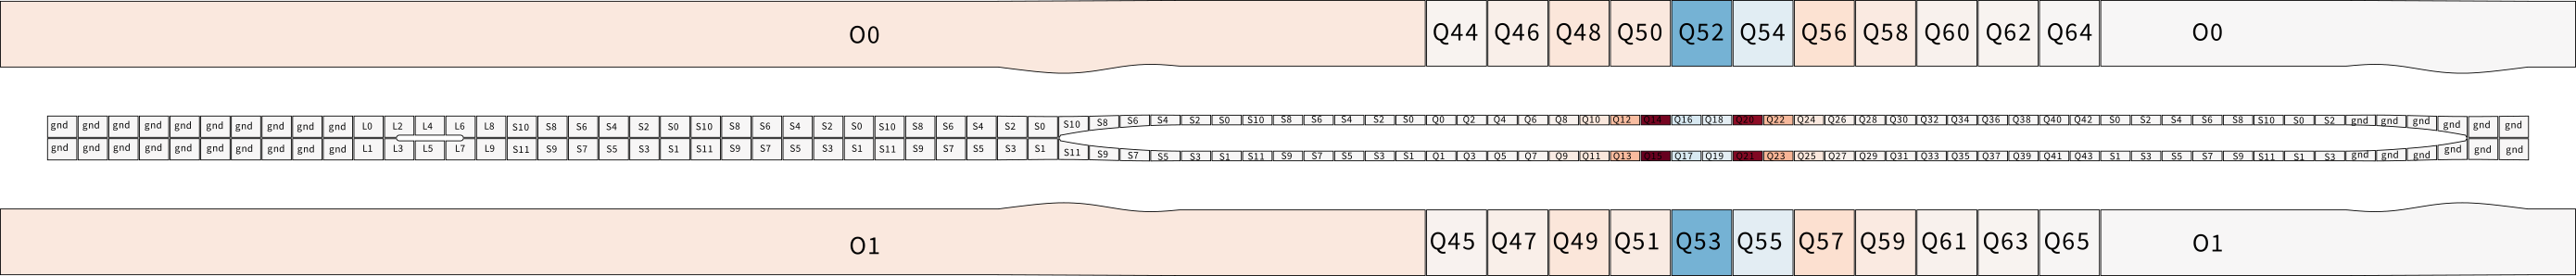 O0 Q44 Q46 Q48 Q50 Q52 Q54 Q56 Q58 Q60 Q62 Q64 O0
gnd gnd gnd gnd gnd gnd gnd gnd gnd gnd L0 L2 L4 L6 L8 S10 S8 S6 S4 S2 S0 S10 S8 S6 S4 S2 S0 S10 S8 S6 S4 S2 S0 S10 S8 S6 S4 S2 S0 S10 S8 S6 S4 S2 S0 Q0 Q2 Q4 Q6 Q8 Q10 Q12 Q14 Q16 Q18 Q20 Q22 Q24 Q26 Q28 Q30 Q32 Q34 Q36 Q38 Q40 Q42 S0 S2 S4 S6 S8 S10 S0 S2 gnd gnd gnd gnd gnd gnd
gnd gnd gnd gnd gnd gnd gnd gnd gnd gnd L1 L3 L5 L7 L9 S11 S9 S7 S5 S3 S1 S11 S9 S7 S5 S3 S1 S11 S9 S7 S5 S3 S1 S11 S9 S7 S5 S3 S1 S11 S9 S7 S5 S3 S1 Q1 Q3 Q5 Q7 Q9 Q11 Q13 Q15 Q17 Q19 Q21 Q23 Q25 Q27 Q29 Q31 Q33 Q35 Q37 Q39 Q41 Q43 S1 S3 S5 S7 S9 S11 S1 S3 gnd gnd gnd gnd gnd gnd
O1 Q45 Q47 Q49 Q51 Q53 Q55 Q57 Q59 Q61 Q63 Q65 O1